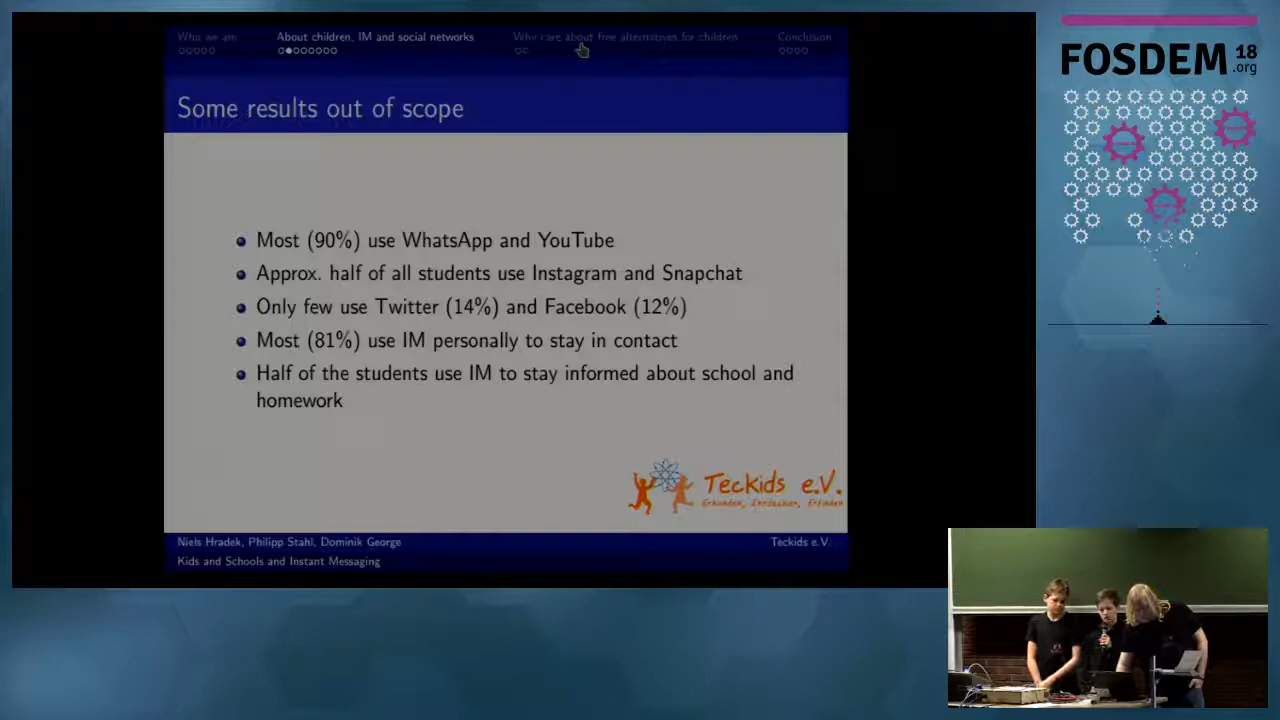 Who we are
About children, IM and social networks
Why care about free alternatives for children
Conclusion
Some results out of scope
Most (90%) use WhatsApp and YouTube
Approx. half of all students use Instagram and Snapchat
Only few use Twitter (14%) and Facebook (12%)
Most (81%) use IM personally to stay in contact
Half of the students use IM to stay informed about school and
homework
Teckids e.V.
Erkunden, Entdecken, Erfinden
Niels Hradek, Philipp Stahl, Dominik George
Teckids e.V.
Kids and Schools and Instant Messaging
FOSDEM 18
.org